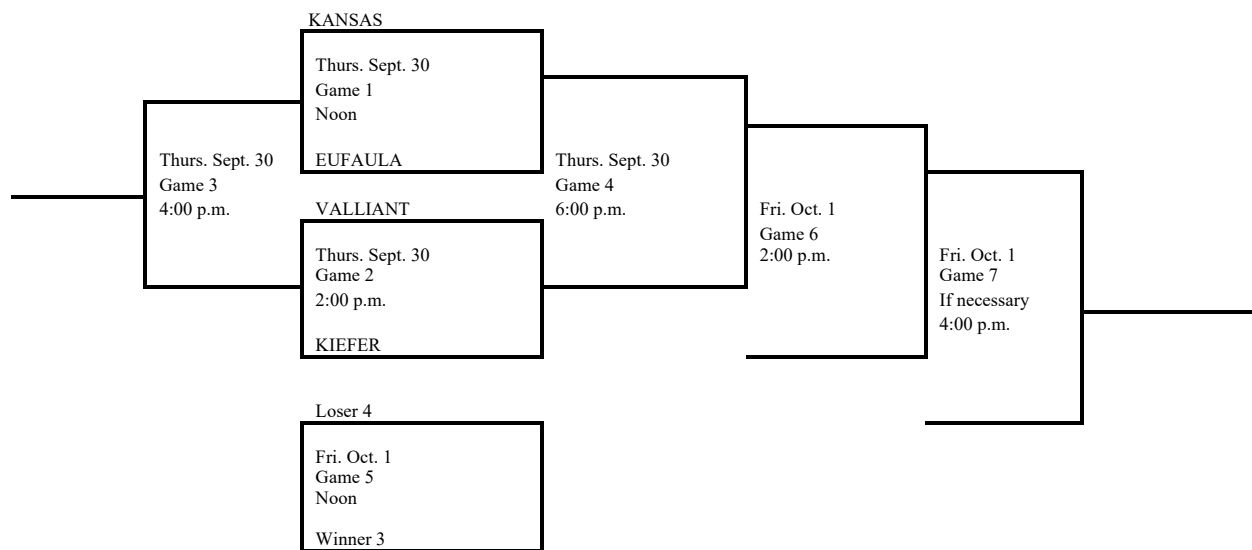 KANSAS
Thurs. Sept. 30
Game 1
Noon
EUFAULA
Thurs. Sept. 30
Game 3
4:00 p.m.
Thurs. Sept. 30
Game 4
6:00 p.m.
VALLIANT
Thurs. Sept. 30
Game 2
2:00 p.m.
KIEFER
Fri. Oct. 1
Game 6
2:00 p.m.
Fri. Oct. 1
Game 7
If necessary
4:00 p.m.
Loser 4
Fri. Oct. 1
Game 5
Noon
Winner 3